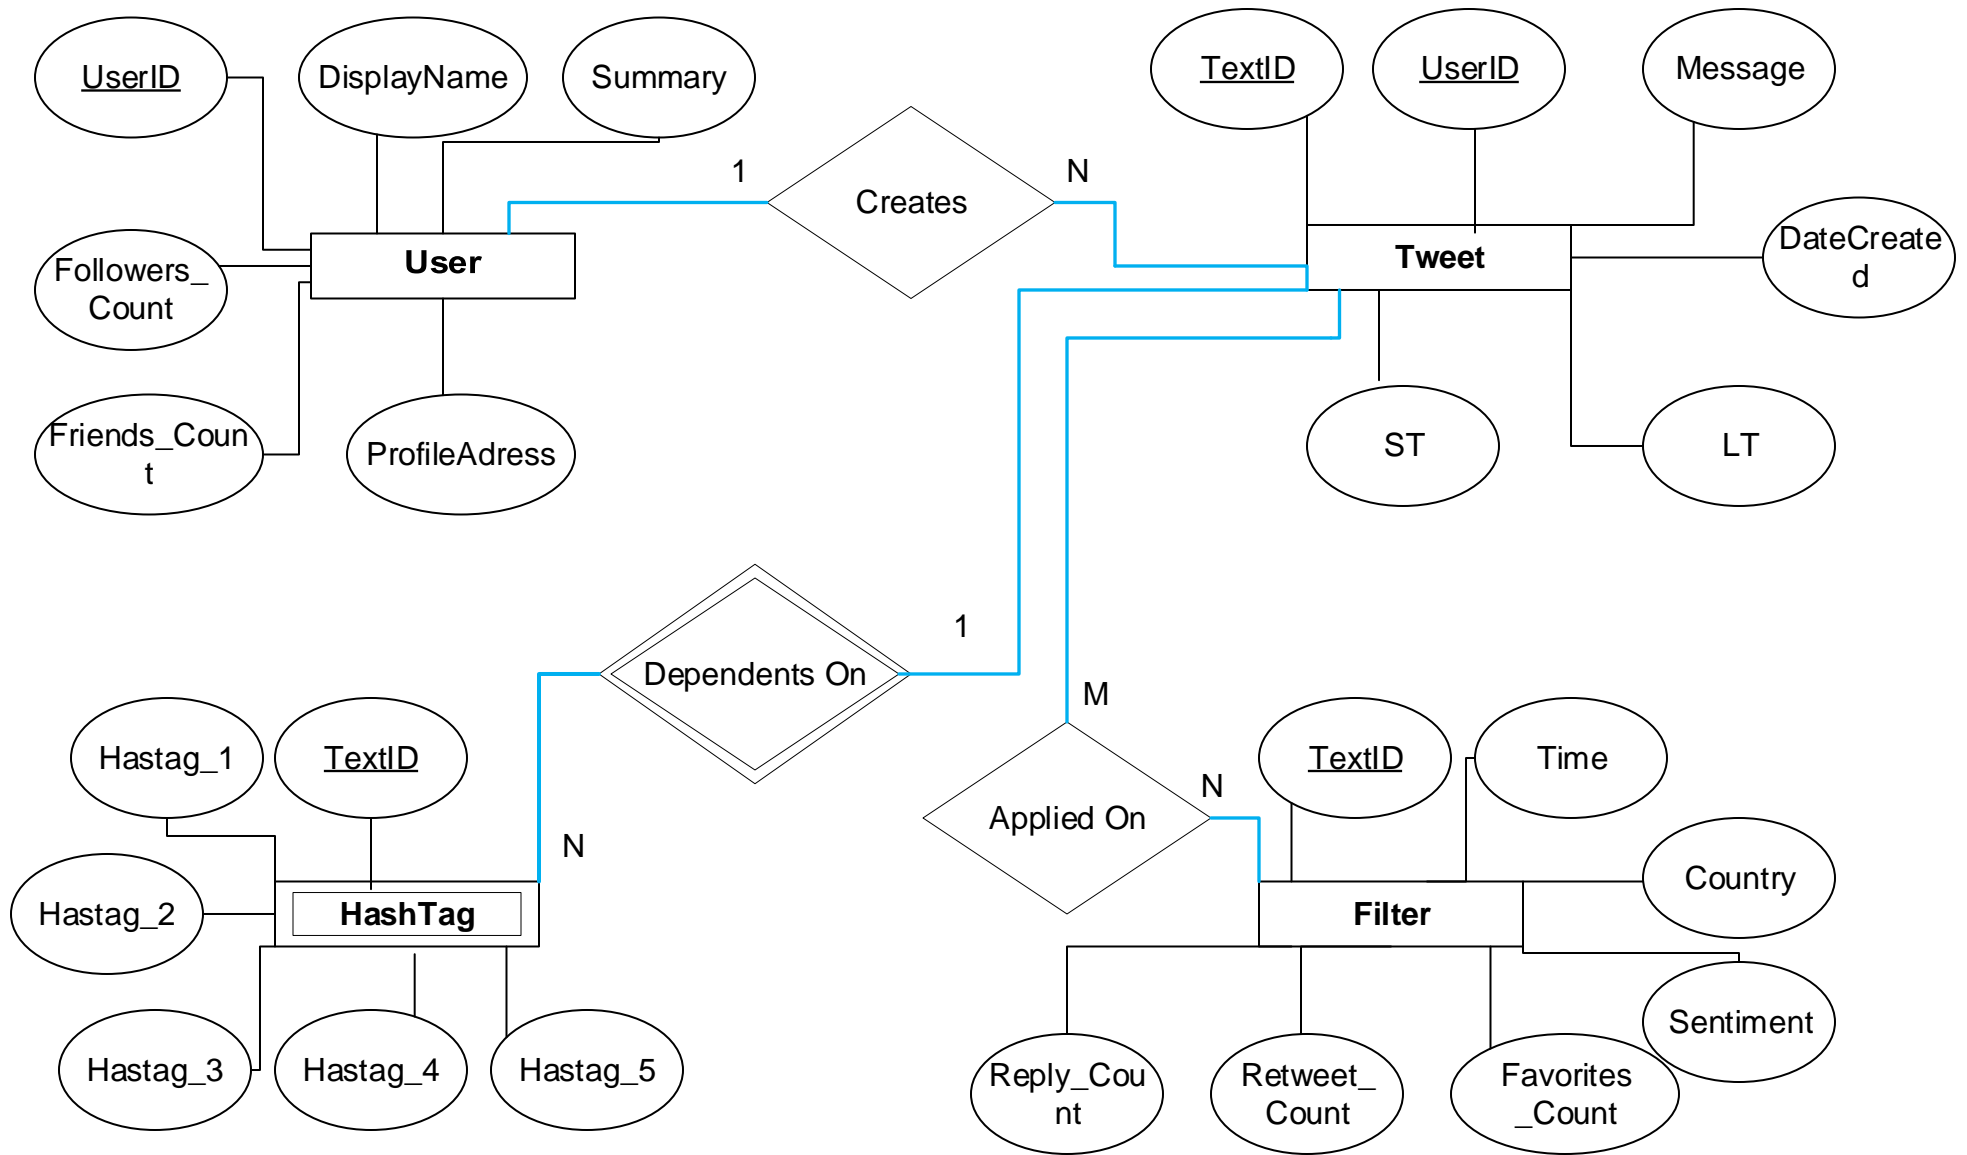 UserID
DisplayName
Summary
TextID
UserID
Message
1
N
Creates
DateCreate
d
User
Tweet
Followers_
Count
Friends_Coun
t
ProfileAdress
ST
LT
Dependents On
1
M
Hastag_1
TextID
N
TextID
Time
Applied On
N
Country
Hastag_2
HashTag
Filter
Sentiment
Hastag_3
Hastag_4
Hastag_5
Reply_Cou
nt
Retweet_
Count
Favorites
_Count